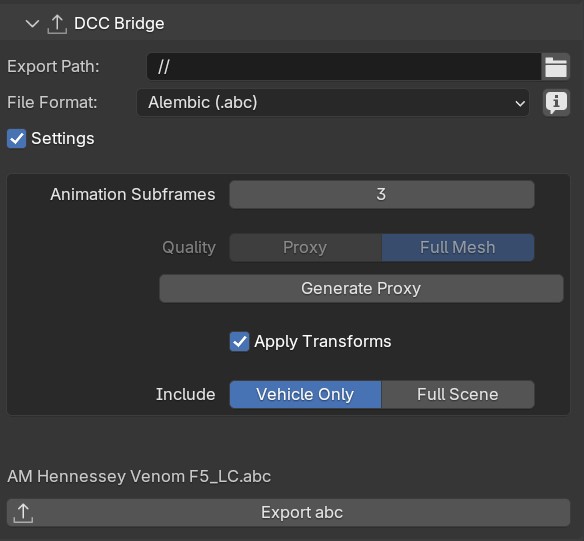 DCC Bridge
Export Path: //
File Format: Alembic (.abc)
Settings
Animation Subframes 3
Quality Proxy Full Mesh
Generate Proxy
Apply Transforms
Include Vehicle Only Full Scene
AM Hennessey Venom F5_LC.abc
Export abc